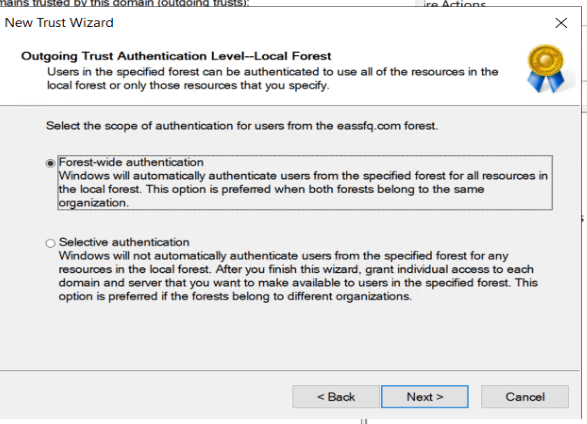 mains trusted by this domain (outgoing trusts):
re Actions
New Trust Wizard
Outgoing Trust Authentication Level--Local Forest
Users in the specified forest can be authenticated to use all of the resources in the
local forest or only those resources that you specify.
Select the scope of authentication for users from the eassfq.com forest.
Forest-wide authentication
Windows will automatically authenticate users from the specified forest for all resources in
the local forest. This option is preferred when both forests belong to the same
organization.
Selective authentication
Windows will not automatically authenticate users from the specified forest for any
resources in the local forest. After you finish this wizard, grant individual access to each
domain and server that you want to make available to users in the specified forest. This
option is preferred if the forests belong to different organizations.
< Back Next > Cancel